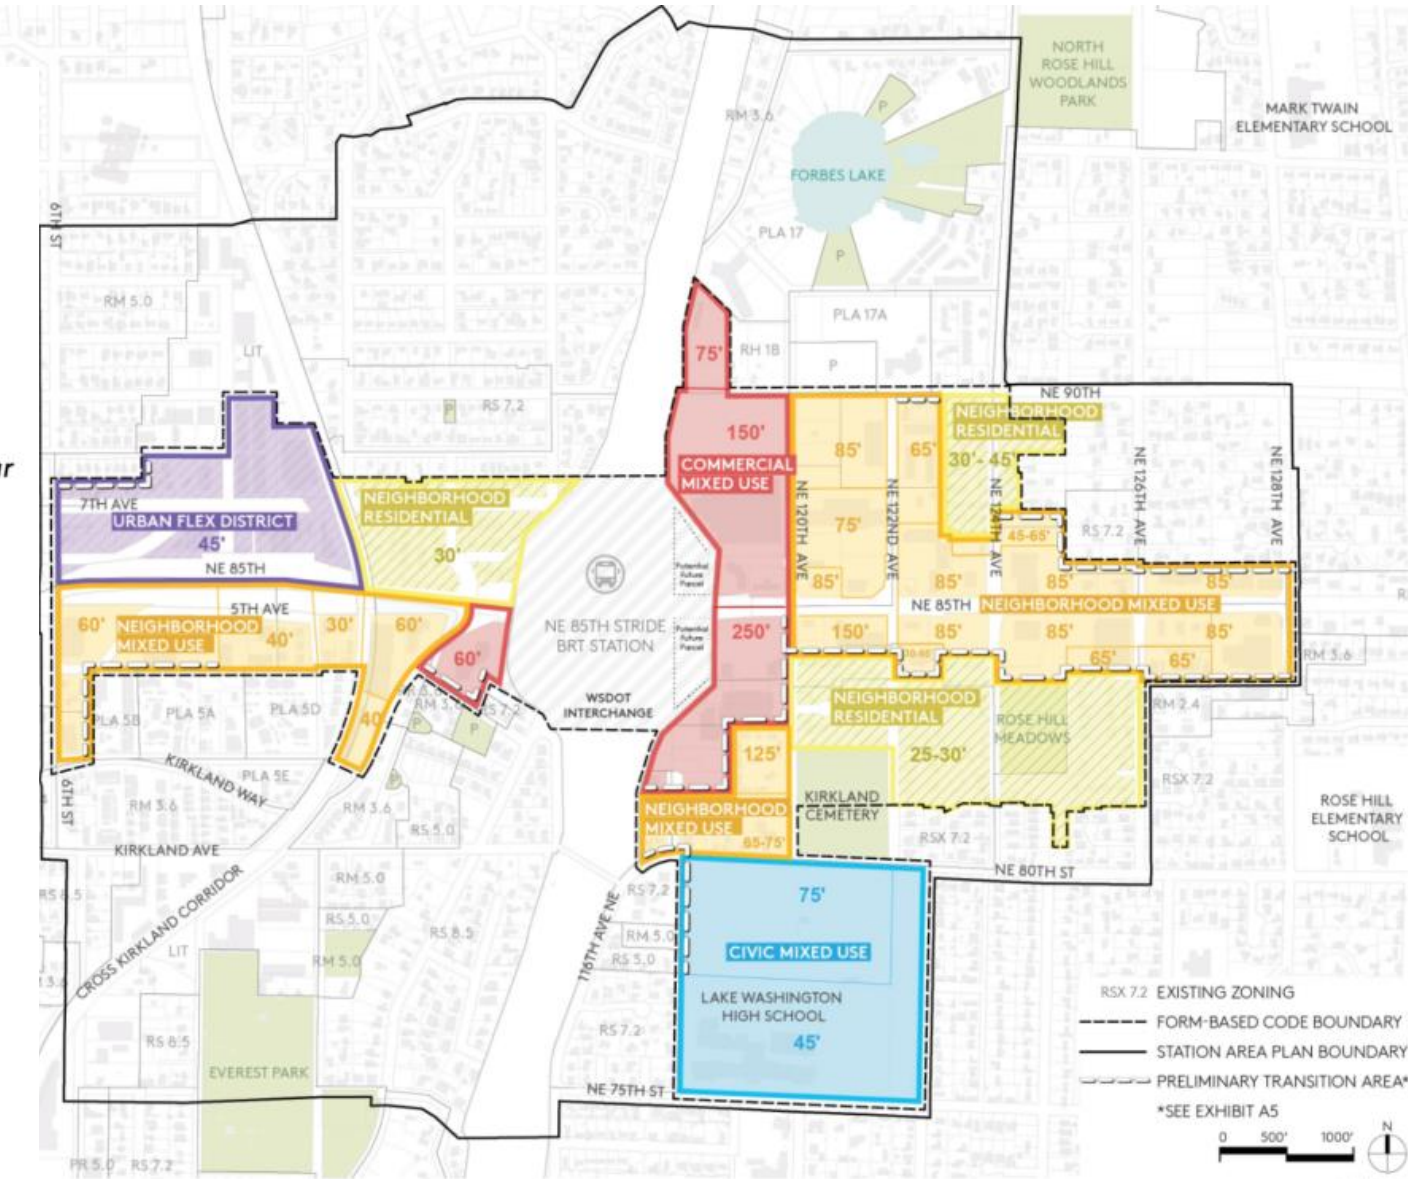 NORTH
ROSE HILL
WOODLANDS
PARK
MARK TWAIN
ELEMENTARY SCHOOL
RM 3.6
P
FORBES LAKE
6TH ST
PLA 17
P
RM 5.0
PLA 17A
LIT
75'
RH 1B
P
NE 90TH
P
RS 7.2
NEIGHBORHOOD
RESIDENTIAL
30'- 45'
150'
COMMERCIAL
MIXED USE
85'
65'
NE 120TH AVE
NE 122ND AVE
NE 124TH AVE
NE 126TH AVE
NE 128TH AVE
7TH AVE
URBAN FLEX DISTRICT
45'
NE 85TH
NEIGHBORHOOD
RESIDENTIAL
30'
75'
RS 7.2
45-65'
Potential
Future
Parcel
85'
85'
85'
85'
5TH AVE
60'
NEIGHBORHOOD
MIXED USE
40'
30'
60'
60'
NE 85TH STRIDE
BRT STATION
Potential
Future
Parcel
250'
NE 85TH
NEIGHBORHOOD MIXED USE
150'
85'
85'
85'
65'
65'
RM 3.6
WSDOT
INTERCHANGE
PLA 5B
PLA 5A
PLA 5D
40
P
P
NEIGHBORHOOD
RESIDENTIAL
ROSE HILL
MEADOWS
25-30'
RM 2.4
KIRKLAND WAY
PLA 5E
P
125'
RSX 7.2
6TH ST
RM 3.6
RM 3.6
RS 5.0
NEIGHBORHOOD
MIXED USE
65-75'
KIRKLAND
CEMETERY
RSX 7.2
ROSE HILL
ELEMENTARY
SCHOOL
KIRKLAND AVE
NE 80TH ST
CROSS KIRKLAND CORRIDOR
RM 5.0
RS 8.5
RS 5.0
RS 8.5
LIT
RM 5.0
116TH AVE NE
RS 7.2
RM 5.0
RS 5.0
75'
CIVIC MIXED USE
LAKE WASHINGTON
HIGH SCHOOL
45'
RS 7.2
RS 8.5
EVEREST PARK
NE 75TH ST
PR 5.0
RS 7.2
RSX 7.2 EXISTING ZONING
FORM-BASED CODE BOUNDARY
STATION AREA PLAN BOUNDARY
PRELIMINARY TRANSITION AREA*
*SEE EXHIBIT A5
0 500' 1000'
N